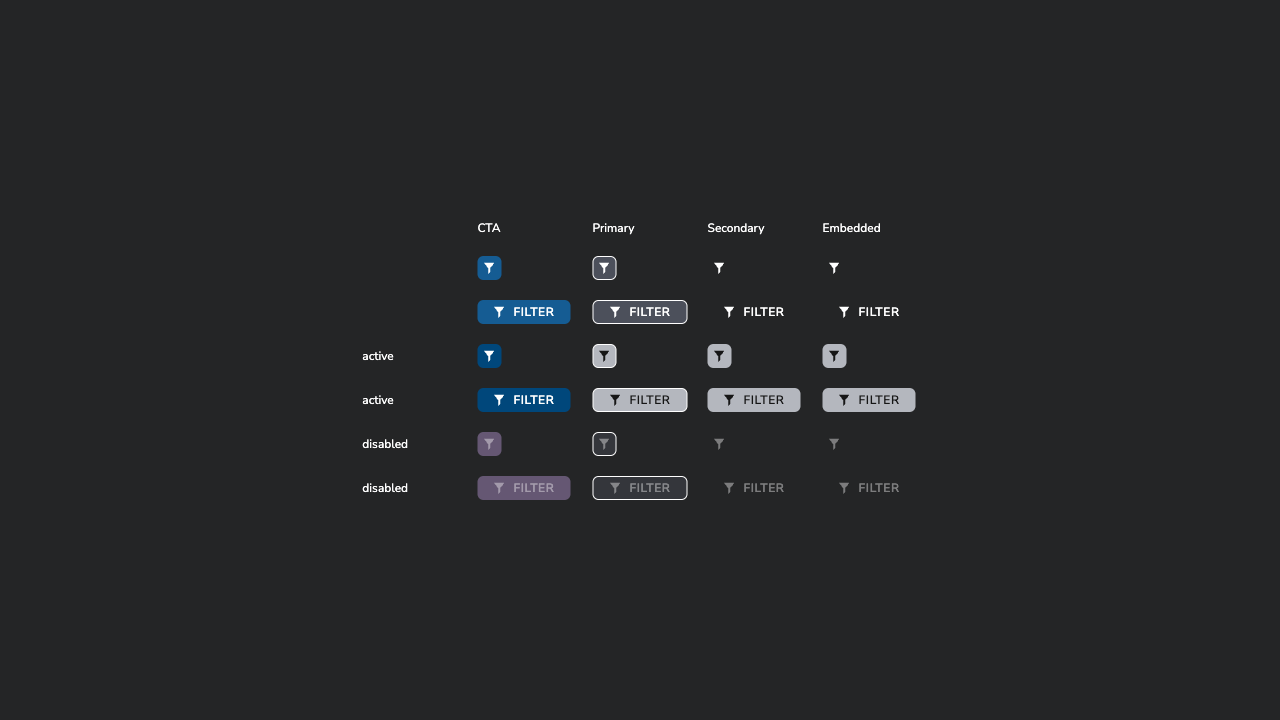 CTA Primary Secondary Embedded
FILTER FILTER FILTER FILTER
active
active FILTER FILTER FILTER FILTER
disabled
disabled FILTER FILTER FILTER FILTER